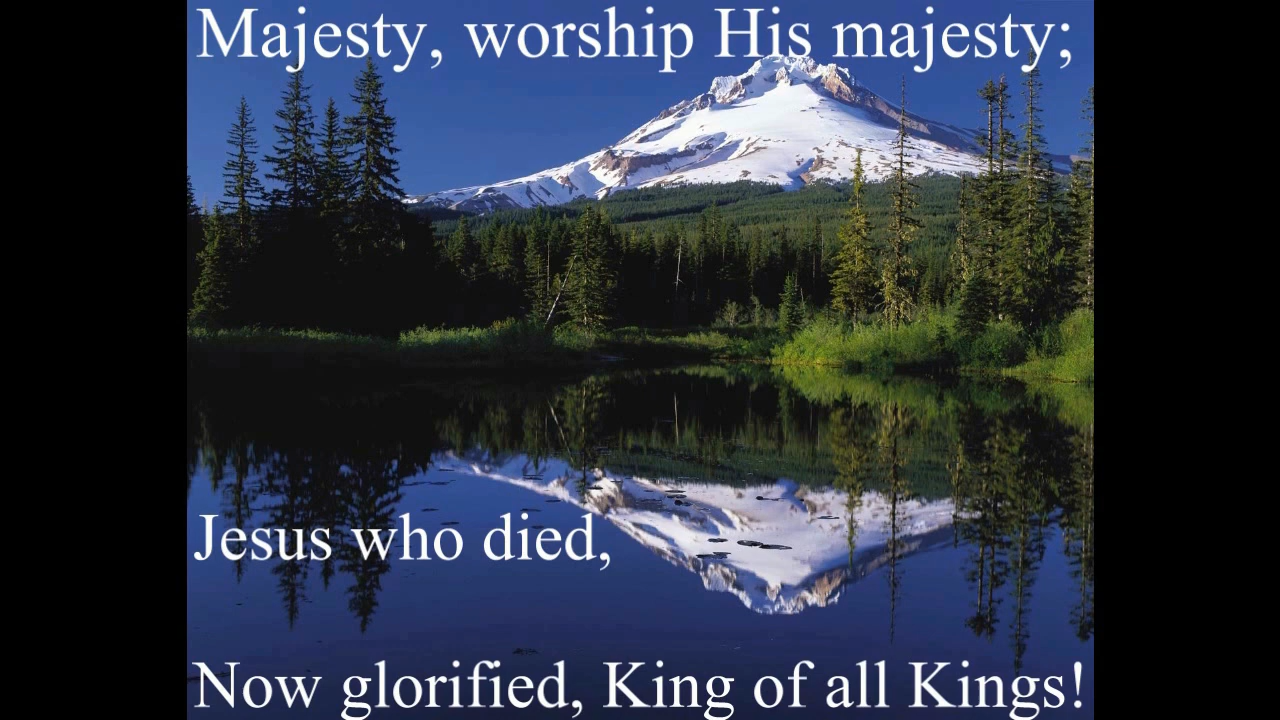 Majesty, worship His majesty;
Jesus who died,
Now glorified, King of all Kings!